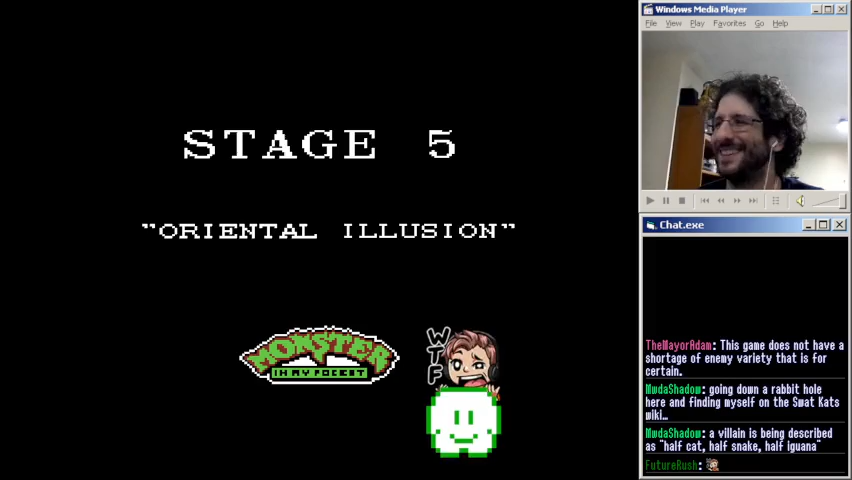 STAGE 5
"ORIENTAL ILLUSION"
MONSTER
IN MY POCKET
WTF
Windows Media Player
File View Play Favorites Go Help
Chat.exe
TheMayorAdam: This game does not have a
shortage of enemy variety that is for
certain.
MwdaShadow: going down a rabbit hole
here and finding myself on the Swat Kats
wiki...
MwdaShadow: a villain is being described
as "half cat, half snake, half iguana"
FutureRush: